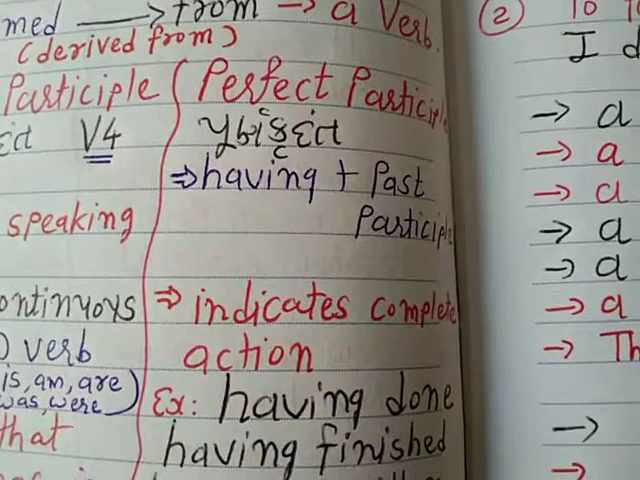 med → from → a Verb.
(derived from)
Participle
Perfect Participle
V4
⇒ having + Past
Participle
speaking
⇒ indicates complete
action
verb
is, am, are
was, were
Ex: having done
that
having finished
②
I d
→ a
→ a
→ a
→ a
→ a
→ a
→ Th
→
→